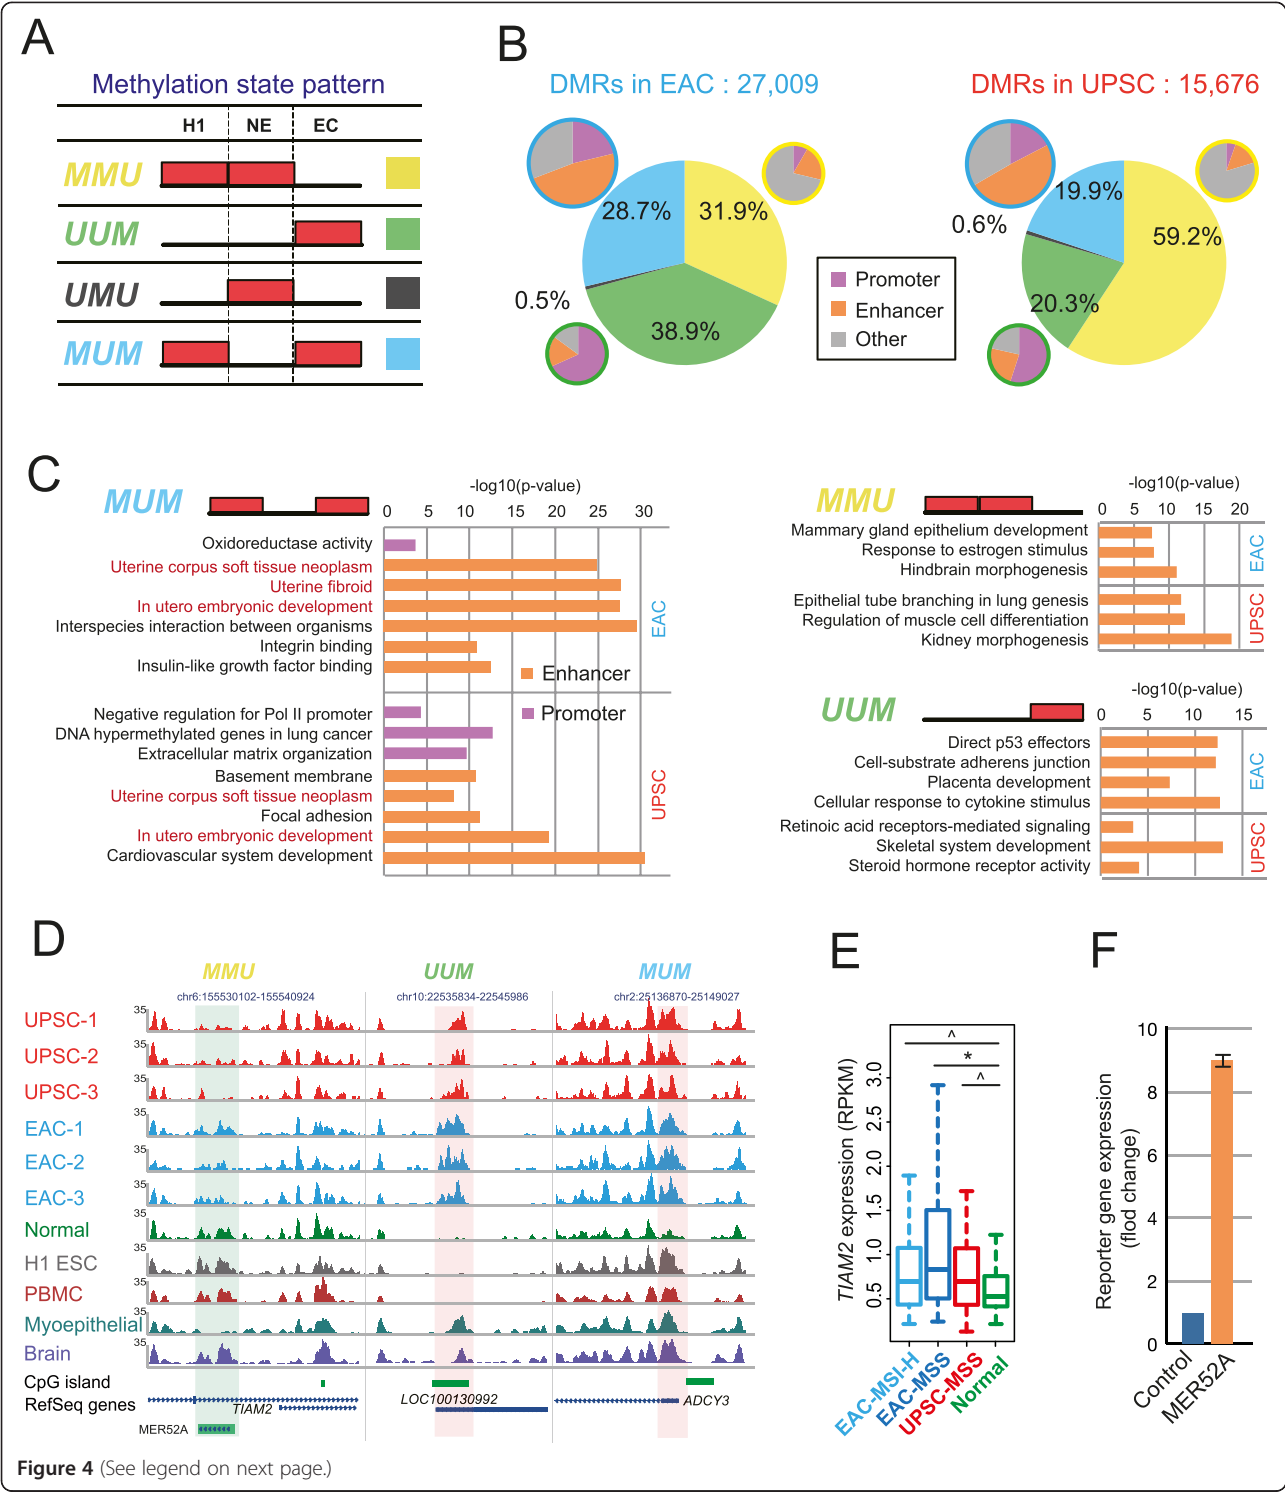 A
Methylation state pattern
H1 NE EC
MMU
UUM
UMU
MUM
B
DMRs in EAC : 27,009
28.7%
31.9%
0.5%
38.9%
Promoter
Enhancer
Other
DMRs in UPSC : 15,676
19.9%
0.6%
59.2%
20.3%
C
MUM
-log10(p-value)
0 5 10 15 20 25 30
Oxidoreductase activity
Uterine corpus soft tissue neoplasm
Uterine fibroid
In utero embryonic development
Interspecies interaction between organisms
Integrin binding
Insulin-like growth factor binding
EAC
Enhancer
Promoter
Negative regulation for Pol II promoter
DNA hypermethylated genes in lung cancer
Extracellular matrix organization
Basement membrane
Uterine corpus soft tissue neoplasm
Focal adhesion
In utero embryonic development
Cardiovascular system development
UPSC
MMU
-log10(p-value)
0 5 10 15 20
Mammary gland epithelium development
Response to estrogen stimulus
Hindbrain morphogenesis
EAC
Epithelial tube branching in lung genesis
Regulation of muscle cell differentiation
Kidney morphogenesis
UPSC
UUM
-log10(p-value)
0 5 10 15
Direct p53 effectors
Cell-substrate adherens junction
Placenta development
Cellular response to cytokine stimulus
EAC
Retinoic acid receptors-mediated signaling
Skeletal system development
Steroid hormone receptor activity
UPSC
D
MMU UUM MUM
chr6:155530102-155540924 chr10:22535834-22545986 chr2:25136870-25149027
35
UPSC-1
35
UPSC-2
35
UPSC-3
35
EAC-1
35
EAC-2
35
EAC-3
35
Normal
35
H1 ESC
35
PBMC
35
Myoepithelial
35
Brain
CpG island
RefSeq genes
TIAM2 LOC100130992 ADCY3
MER52A
E
TIAM2 expression (RPKM)
0.5 1.0 1.5 2.0 2.5 3.0
^
*
^
EAC-MSI-H
EAC-MSS
UPSC-MSS
Normal
F
Reporter gene expression
(flod change)
10
8
6
4
2
0
Control
MER52A
Figure 4 (See legend on next page.)